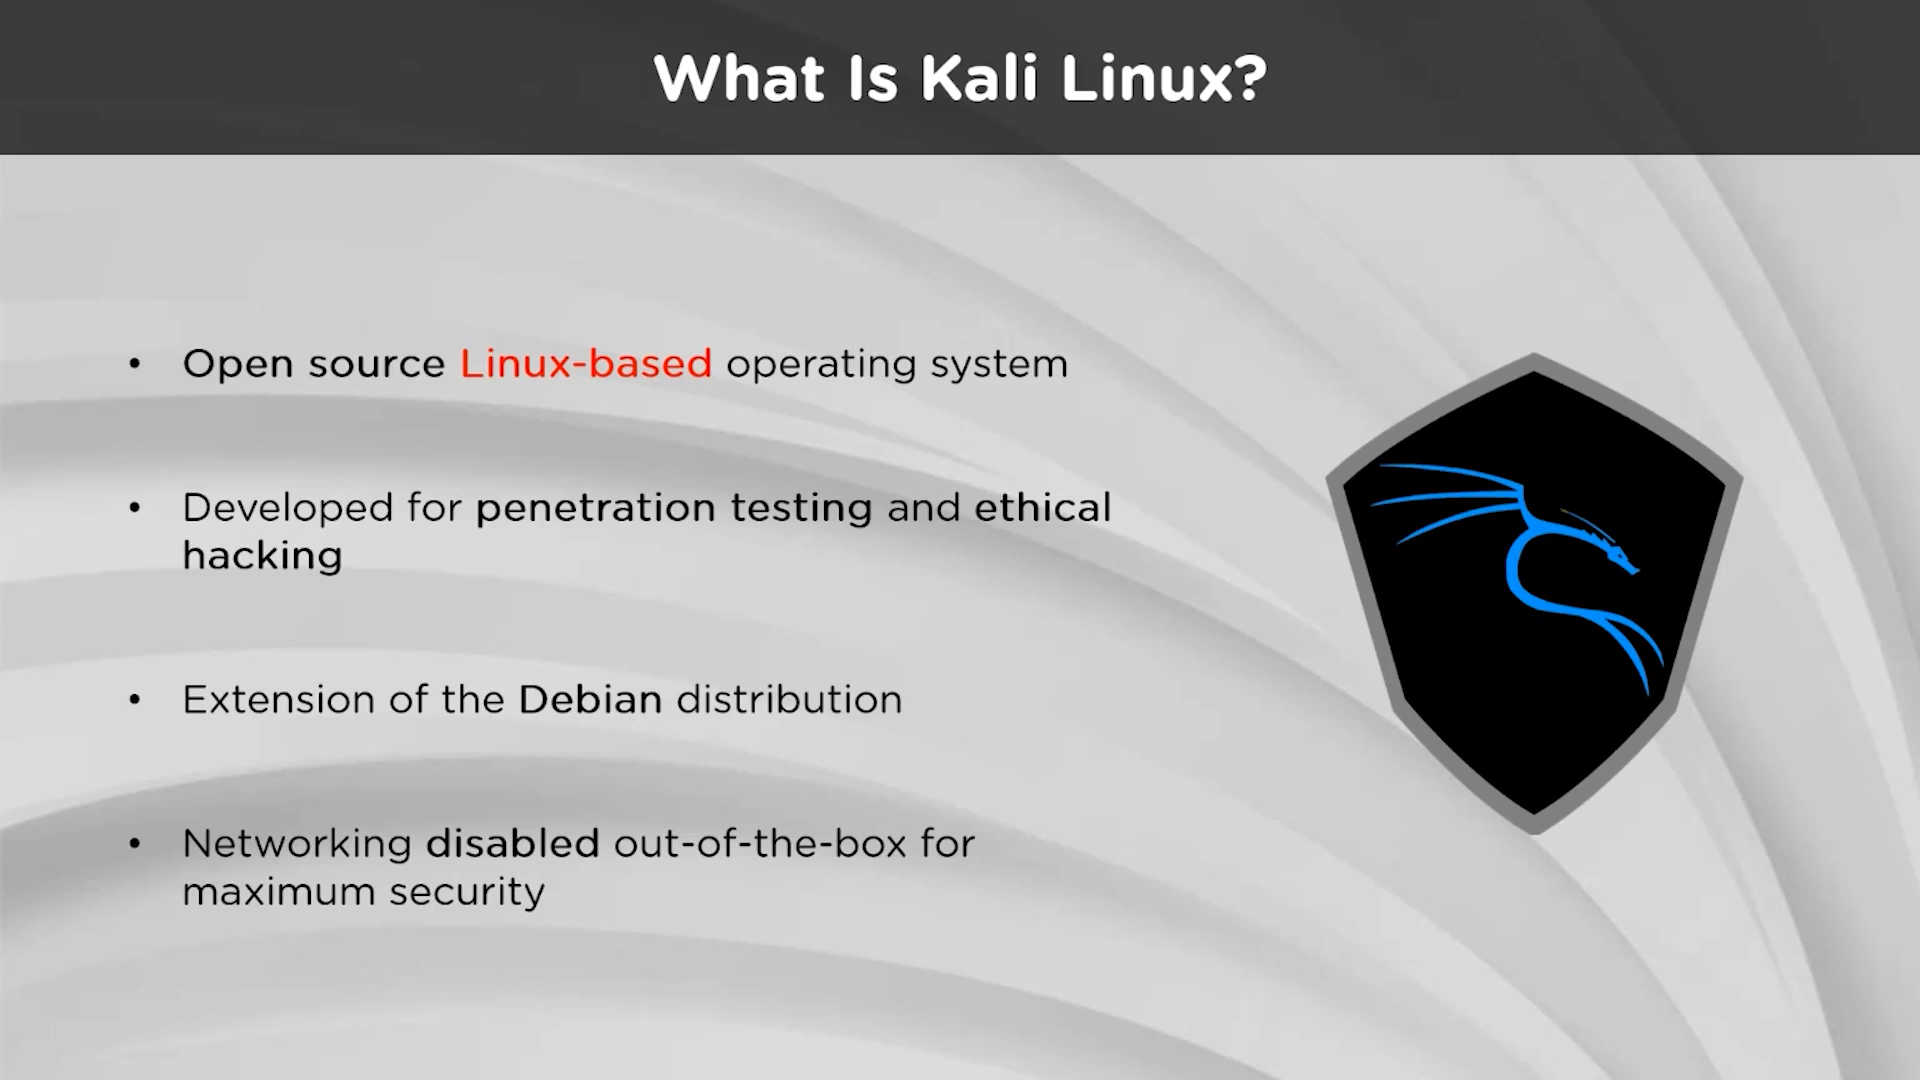 What Is Kali Linux?
• Open source Linux-based operating system
• Developed for penetration testing and ethical
hacking
• Extension of the Debian distribution
• Networking disabled out-of-the-box for
maximum security